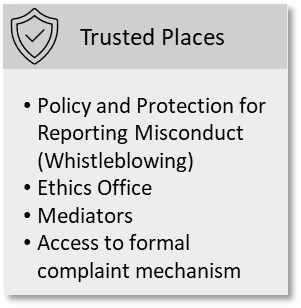 Trusted Places
• Policy and Protection for
Reporting Misconduct
(Whistleblowing)
• Ethics Office
• Mediators
• Access to formal
complaint mechanism